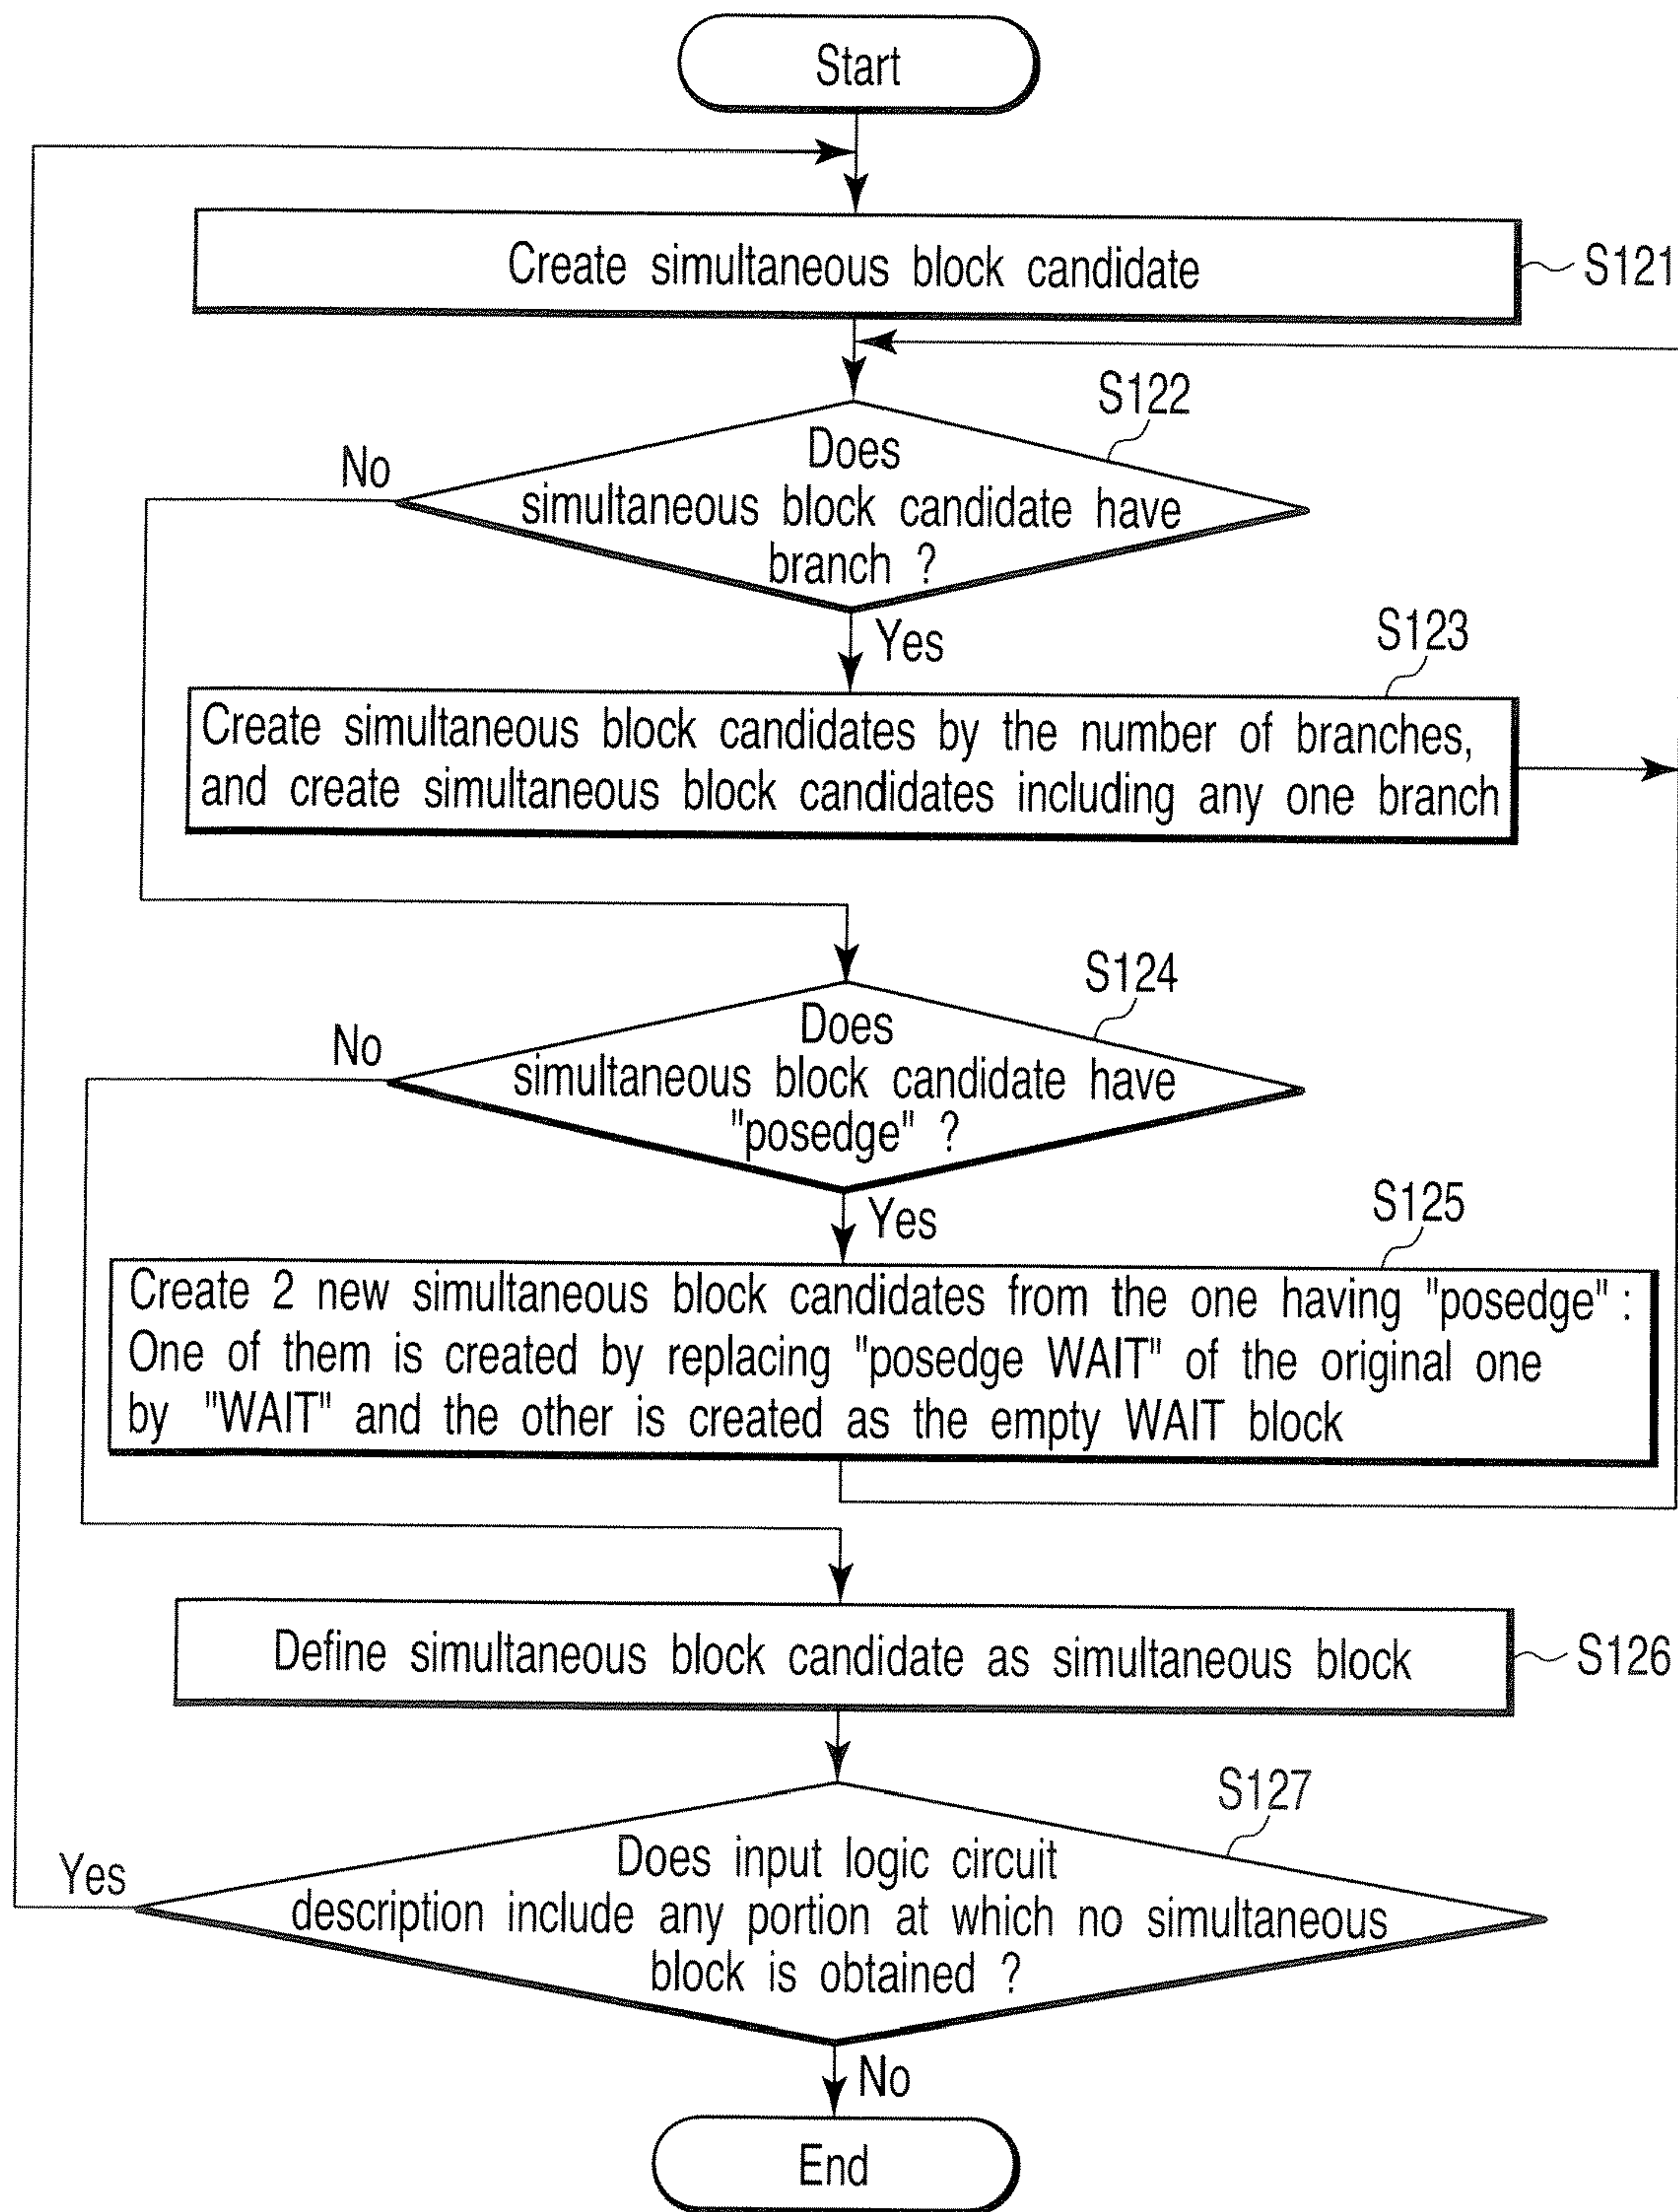 Start
Create simultaneous block candidate
S121
S122
Does
simultaneous block candidate have
branch ?
No
Yes
S123
Create simultaneous block candidates by the number of branches,
and create simultaneous block candidates including any one branch
S124
Does
simultaneous block candidate have
"posedge" ?
No
Yes
S125
Create 2 new simultaneous block candidates from the one having "posedge" :
One of them is created by replacing "posedge WAIT" of the original one
by "WAIT" and the other is created as the empty WAIT block
Define simultaneous block candidate as simultaneous block
S126
S127
Does input logic circuit
description include any portion at which no simultaneous
block is obtained ?
Yes
No
End